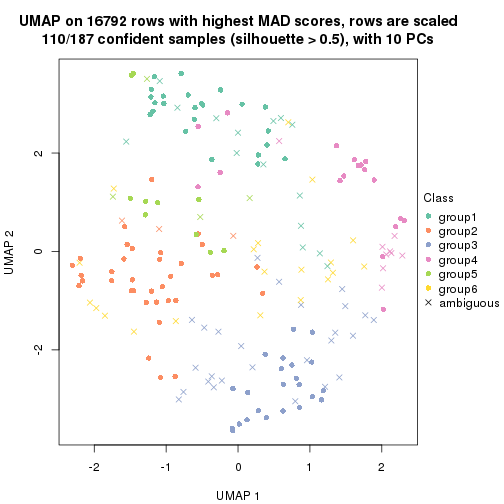 UMAP on 16792 rows with highest MAD scores, rows are scaled
110/187 confident samples (silhouette > 0.5), with 10 PCs
UMAP 2
2
0
-2
-2
-1
0
1
2
UMAP 1
Class
group1
group2
group3
group4
group5
group6
ambiguous